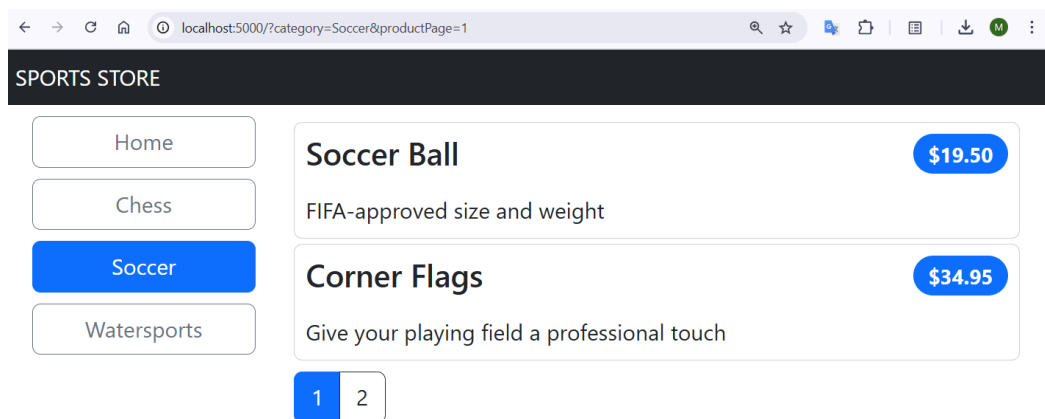 localhost:5000/?category=Soccer&productPage=1
M
SPORTS STORE
Home
Chess
Soccer
Watersports
Soccer Ball
$19.50
FIFA-approved size and weight
Corner Flags
$34.95
Give your playing field a professional touch
1 2